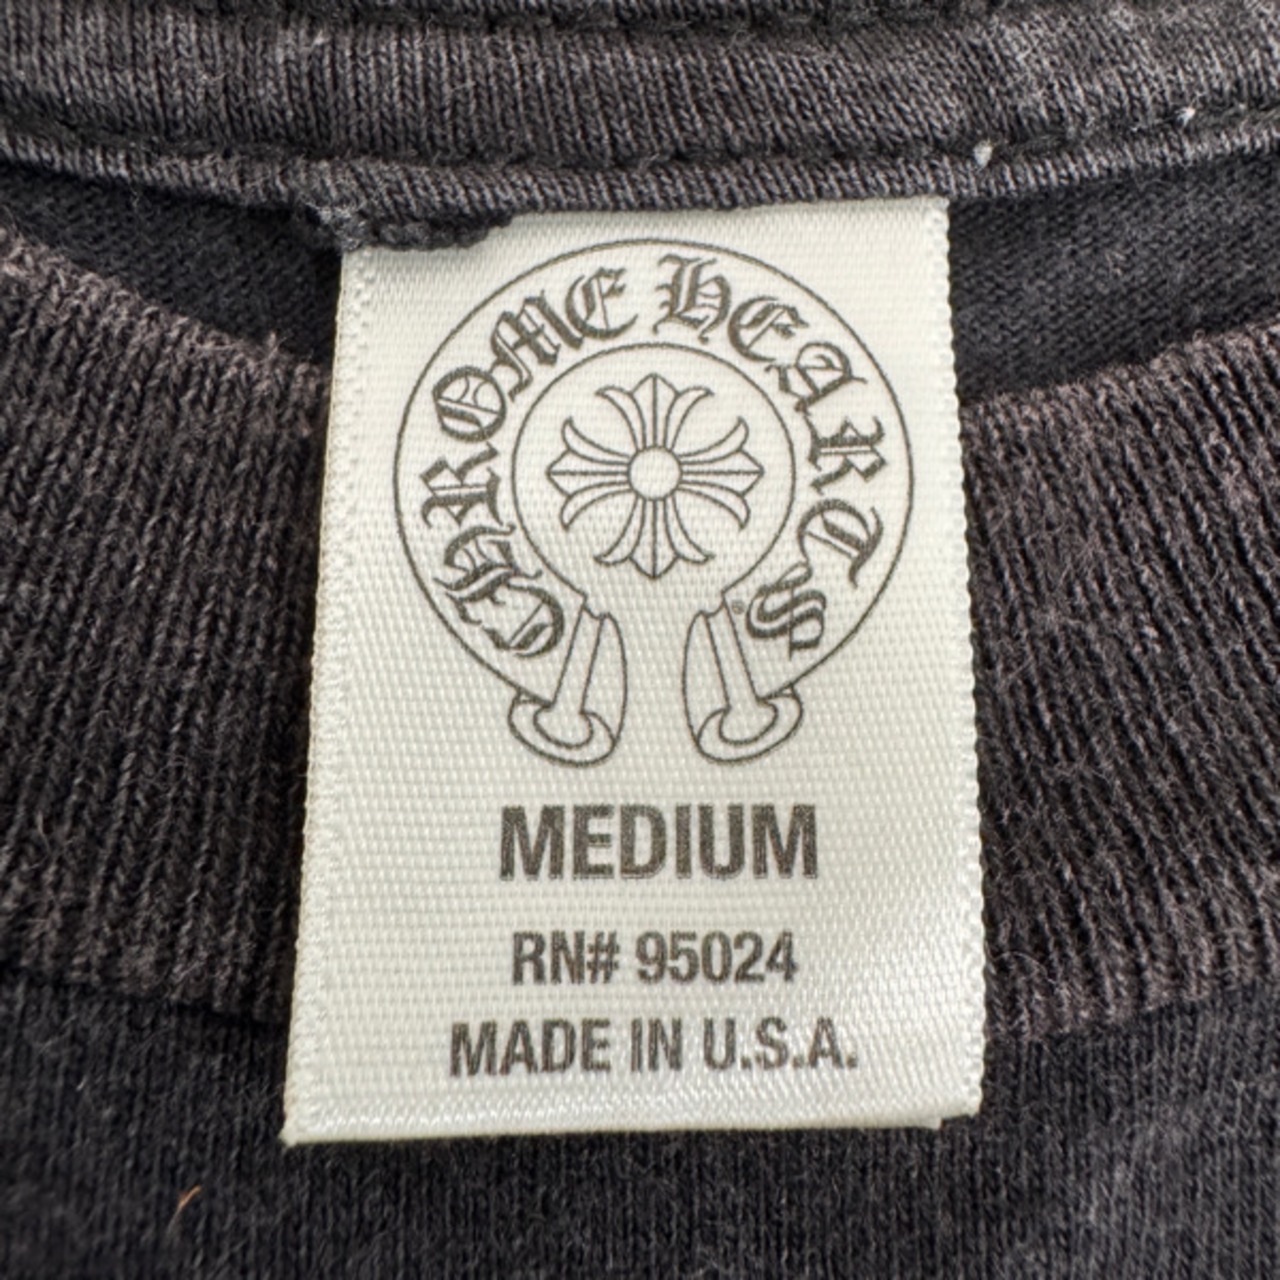 CHROME HEARTS
®
MEDIUM
RN# 95024
MADE IN U.S.A.